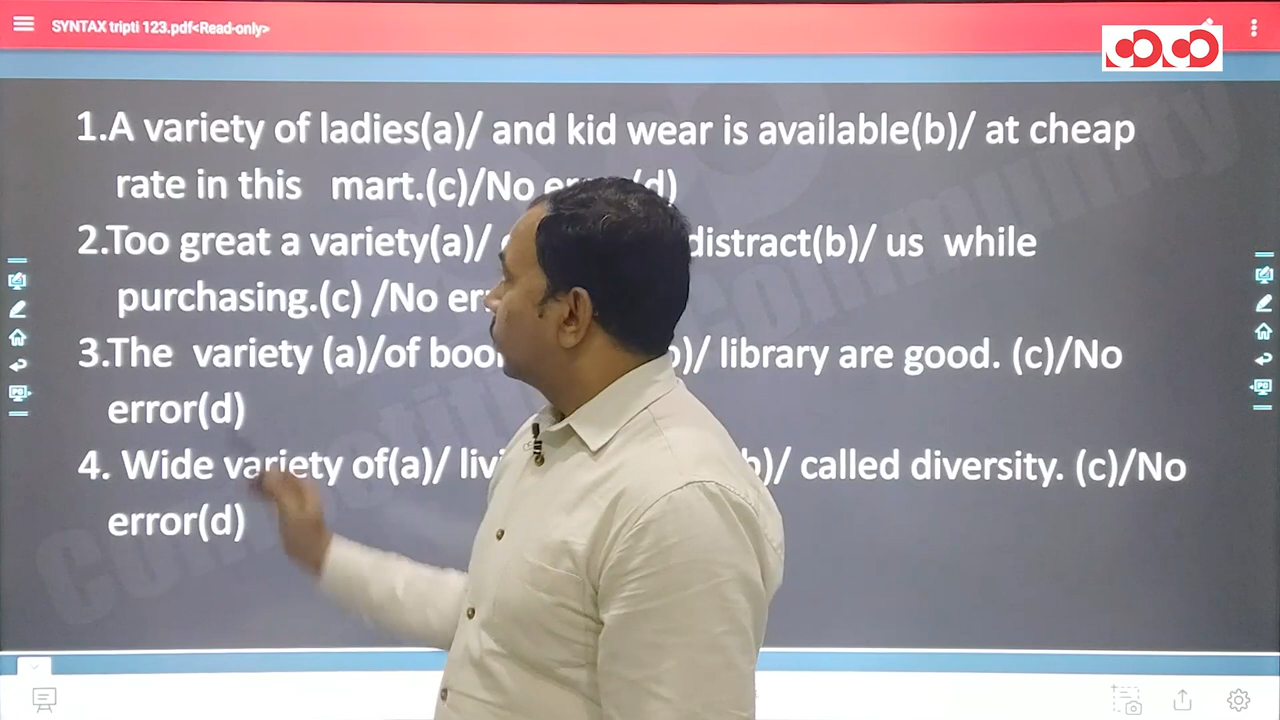 SYNTAX tripti 123.pdf<Read-only>
1.A variety of ladies(a)/ and kid wear is available(b)/ at cheap
rate in this mart.(c)/No error(d)
2.Too great a variety(a)/ distract(b)/ us while
purchasing.(c) /No
3.The variety (a)/of )/ library are good. (c)/No
error(d)
4. Wide variety of(a)/ )/ called diversity. (c)/No
error(d)
Community